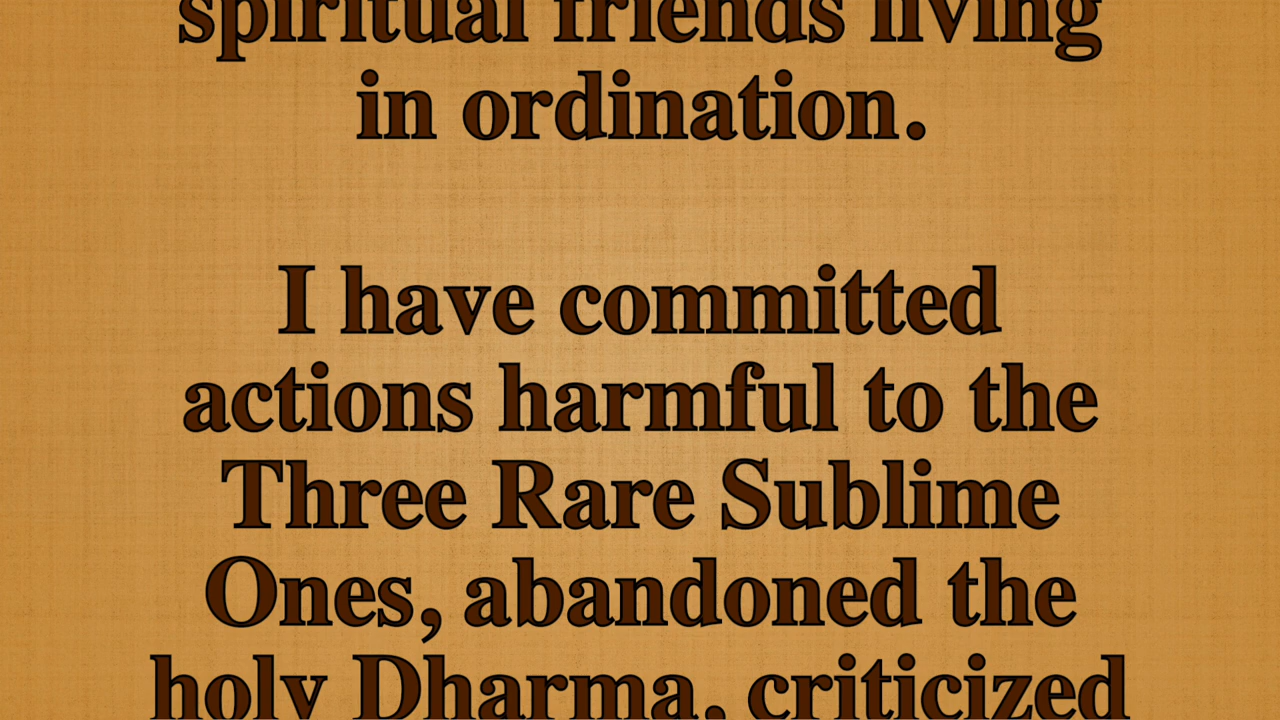 spiritual friends living
in ordination.
I have committed
actions harmful to the
Three Rare Sublime
Ones, abandoned the
holy Dharma, criticized